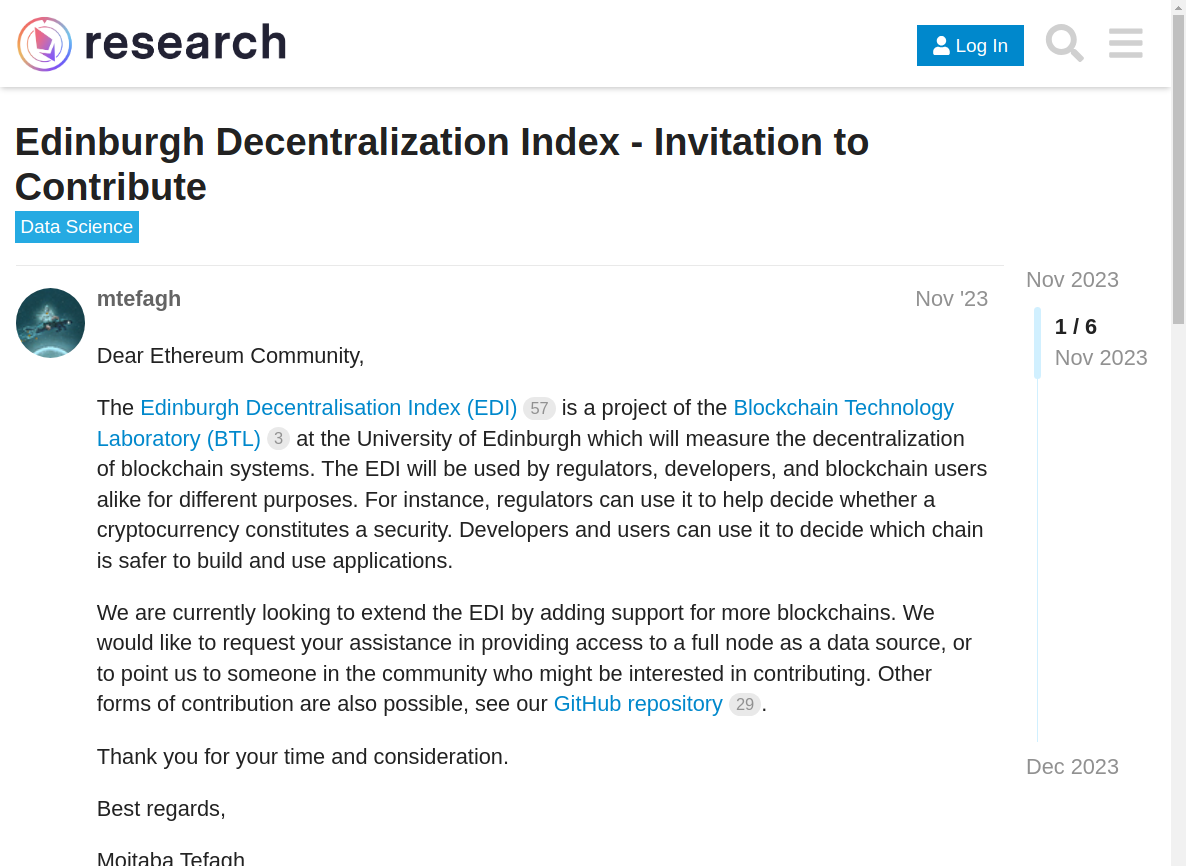 research
Log In
Edinburgh Decentralization Index - Invitation to
Contribute
Data Science
mtefagh
Nov '23
Dear Ethereum Community,
The Edinburgh Decentralisation Index (EDI) 57 is a project of the Blockchain Technology
Laboratory (BTL) 3 at the University of Edinburgh which will measure the decentralization
of blockchain systems. The EDI will be used by regulators, developers, and blockchain users
alike for different purposes. For instance, regulators can use it to help decide whether a
cryptocurrency constitutes a security. Developers and users can use it to decide which chain
is safer to build and use applications.
We are currently looking to extend the EDI by adding support for more blockchains. We
would like to request your assistance in providing access to a full node as a data source, or
to point us to someone in the community who might be interested in contributing. Other
forms of contribution are also possible, see our GitHub repository 29.
Thank you for your time and consideration.
Best regards,
Mojtaba Tefagh
Nov 2023
1 / 6
Nov 2023
Dec 2023